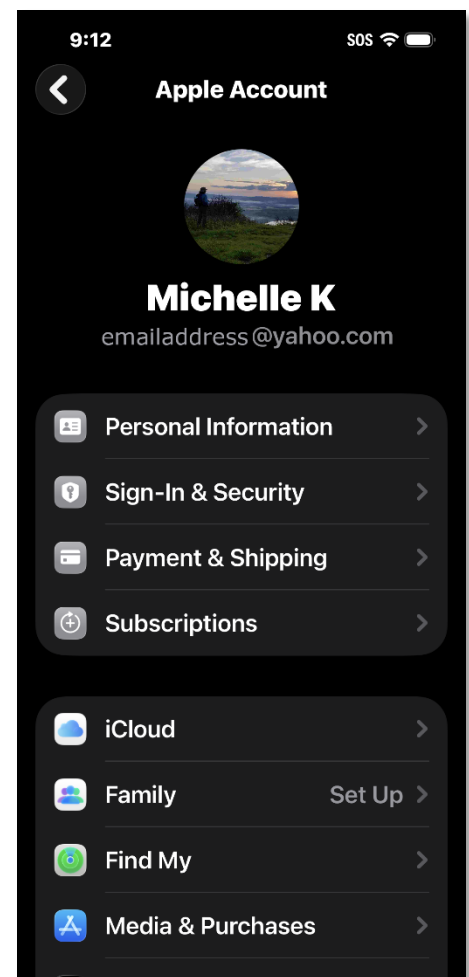 9:12 SOS
Apple Account
Michelle K
emailaddress@yahoo.com
Personal Information
Sign-In & Security
Payment & Shipping
Subscriptions
iCloud
Family Set Up
Find My
Media & Purchases